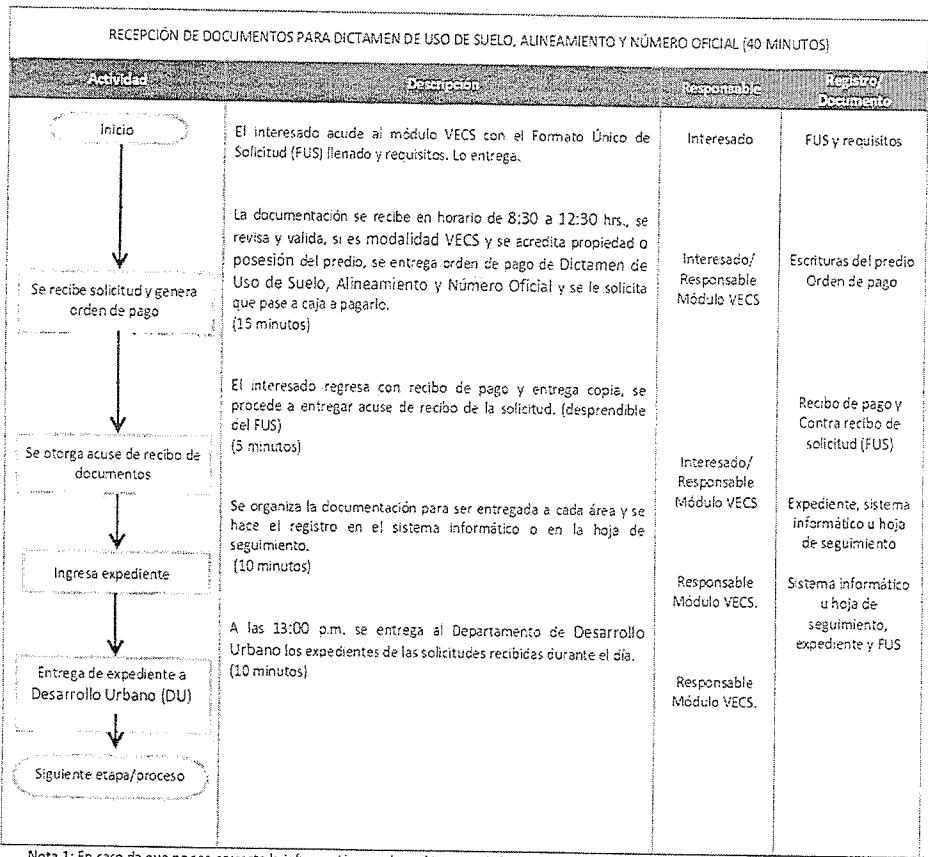 RECEPCIÓN DE DOCUMENTOS PARA DICTAMEN DE USO DE SUELO, ALINEAMIENTO Y NÚMERO OFICIAL (40 MINUTOS)
Actividad
Descripción
Responsable
Registro/
Documento
Inicio
El interesado acude al módulo VECS con el Formato Único de
Solicitud (FUS) llenado y requisitos. Lo entrega.
Interesado
FUS y requisitos
Se recibe solicitud y genera
orden de pago
La documentación se recibe en horario de 8:30 a 12:30 hrs., se
revisa y valida, si es modalidad VECS y se acredita propiedad o
posesión del predio, se entrega orden de pago de Dictamen de
Uso de Suelo, Alineamiento y Número Oficial y se le solicita
que pase a caja a pagarlo.
(15 minutos)
Interesado/
Responsable
Módulo VECS
Escrituras del predio
Orden de pago
Se otorga acuse de recibo de
documentos
El interesado regresa con recibo de pago y entrega copia, se
procede a entregar acuse de recibo de la solicitud. (desprendible
del FUS)
(5 minutos)
Interesado/
Responsable
Módulo VECS
Recibo de pago y
Contra recibo de
solicitud (FUS)
Ingresa expediente
Se organiza la documentación para ser entregada a cada área y se
hace el registro en el sistema informático o en la hoja de
seguimiento.
(10 minutos)
Responsable
Módulo VECS.
Expediente, sistema
informático u hoja
de seguimiento
Entrega de expediente a
Desarrollo Urbano (DU)
A las 13:00 p.m. se entrega al Departamento de Desarrollo
Urbano los expedientes de las solicitudes recibidas durante el día.
(10 minutos)
Responsable
Módulo VECS.
Sistema informático
u hoja de
seguimiento,
expediente y FUS
Siguiente etapa/proceso
Nota 1: En caso de que no sea correcta la información